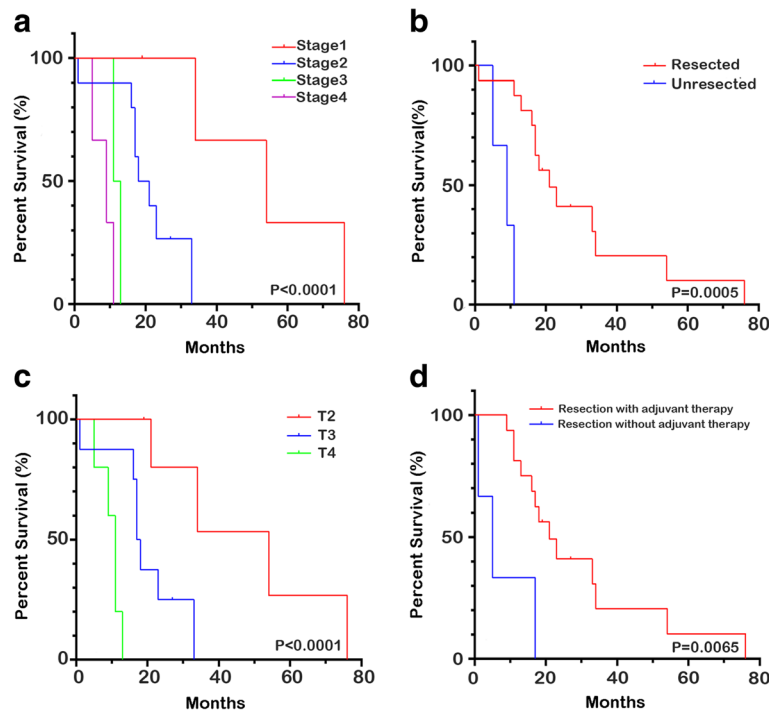 a
Stage1
Stage2
Stage3
Stage4
Percent Survival (%)
100
50
0
P<0.0001
0 20 40 60 80
Months
b
Resected
Unresected
Percent Survival(%)
100
50
0
P=0.0005
0 20 40 60 80
Months
c
T2
T3
T4
Percent Survival (%)
100
50
0
P<0.0001
0 20 40 60 80
Months
d
Resection with adjuvant therapy
Resection without adjuvant therapy
Percent Survival (%)
100
50
0
P=0.0065
0 20 40 60 80
Months